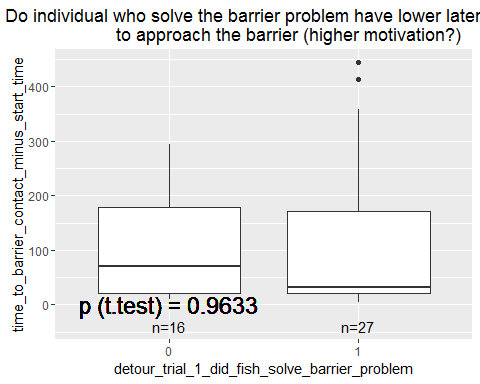 Do individual who solve the barrier problem have lower later
to approach the barrier (higher motivation?)
time_to_barrier_contact_minus_start_time
400
300
200
100
0
p (t.test) = 0.9633
n=16
n=27
0
1
detour_trial_1_did_fish_solve_barrier_problem